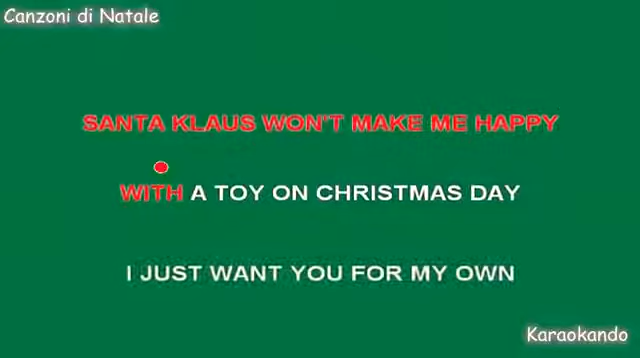 Canzoni di Natale
SANTA KLAUS WON'T MAKE ME HAPPY
WITH A TOY ON CHRISTMAS DAY
I JUST WANT YOU FOR MY OWN
Karaokando